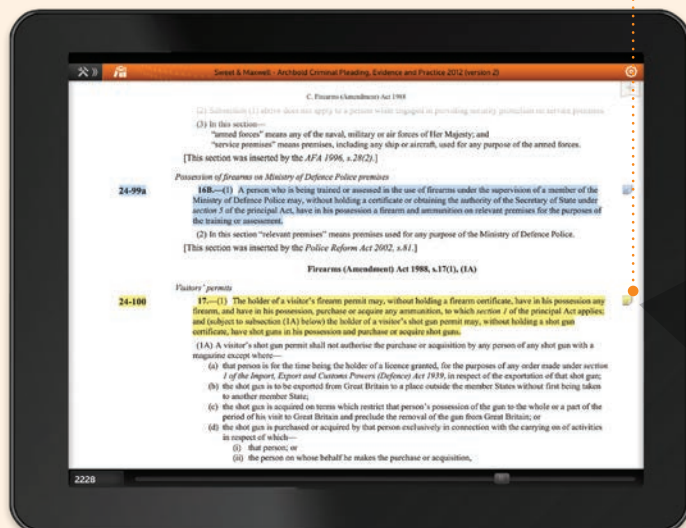 Sweet & Maxwell - Archbold Criminal Pleading, Evidence and Practice 2012 (version 2)
C. Firearms (Amendment) Act 1988
(2) Subsection (1) above does not apply to a person while engaged in providing security protection on service premises
(3) In this section—
“armed forces” means any of the naval, military or air forces of Her Majesty; and
“service premises” means premises, including any ship or aircraft, used for any purpose of the armed forces.
[This section was inserted by the AFA 1996, s.28(2).]
Possession of firearms on Ministry of Defence Police premises
24-99a 16B.—(1) A person who is being trained or assessed in the use of firearms under the supervision of a member of the
Ministry of Defence Police may, without holding a certificate or obtaining the authority of the Secretary of State under
section 5 of the principal Act, have in his possession a firearm and ammunition on relevant premises for the purposes of
the training or assessment.
(2) In this section “relevant premises” means premises used for any purpose of the Ministry of Defence Police.
[This section was inserted by the Police Reform Act 2002, s.81.]
Firearms (Amendment) Act 1988, s.17(1), (1A)
Visitors’ permits
24-100 17.—(1) The holder of a visitor’s firearm permit may, without holding a firearm certificate, have in his possession any
firearm, and have in his possession, purchase or acquire any ammunition, to which section 1 of the principal Act applies;
and (subject to subsection (1A) below) the holder of a visitor’s shot gun permit may, without holding a shot gun
certificate, have shot guns in his possession and purchase or acquire shot guns.
(1A) A visitor’s shot gun permit shall not authorise the purchase or acquisition by any person of any shot gun with a
magazine except where—
(a) that person is for the time being the holder of a licence granted, for the purposes of any order made under section
1 of the Import, Export and Customs Powers (Defence) Act 1939, in respect of the exportation of that shot gun;
(b) the shot gun is to be exported from Great Britain to a place outside the member States without first being taken
to another member State;
(c) the shot gun is acquired on terms which restrict that person’s possession of the gun to the whole or a part of the
period of his visit to Great Britain and preclude the removal of the gun from Great Britain; or
(d) the shot gun is purchased or acquired by that person exclusively in connection with the carrying on of activities
in respect of which—
(i) that person; or
(ii) the person on whose behalf he makes the purchase or acquisition,
2228